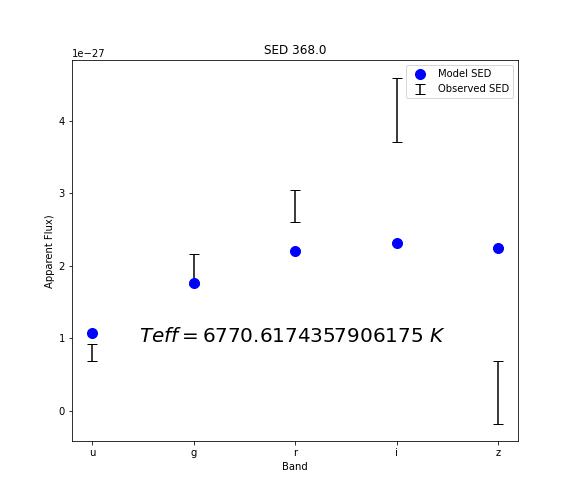 SED 368.0
1e−27
Model SED
Observed SED
4
3
2
1
0
Apparent Flux)
Teff = 6770.6174357906175 K
u g r i z
Band